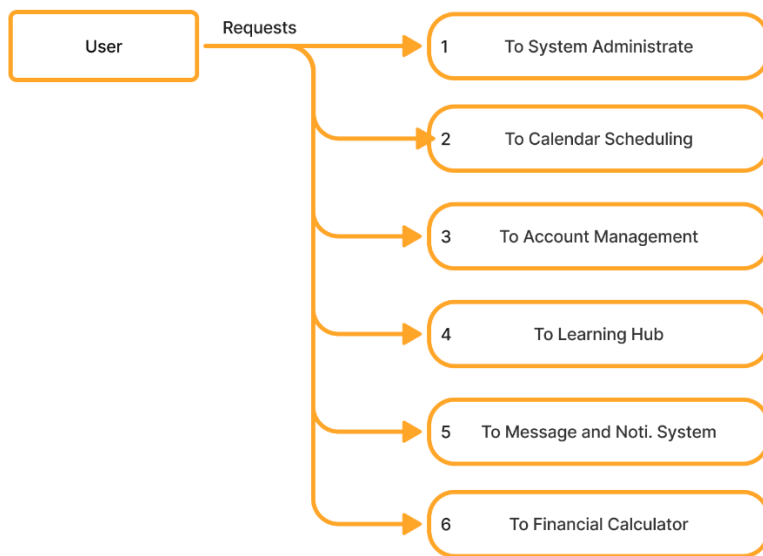 User
Requests
1 To System Administrate
2 To Calendar Scheduling
3 To Account Management
4 To Learning Hub
5 To Message and Noti. System
6 To Financial Calculator